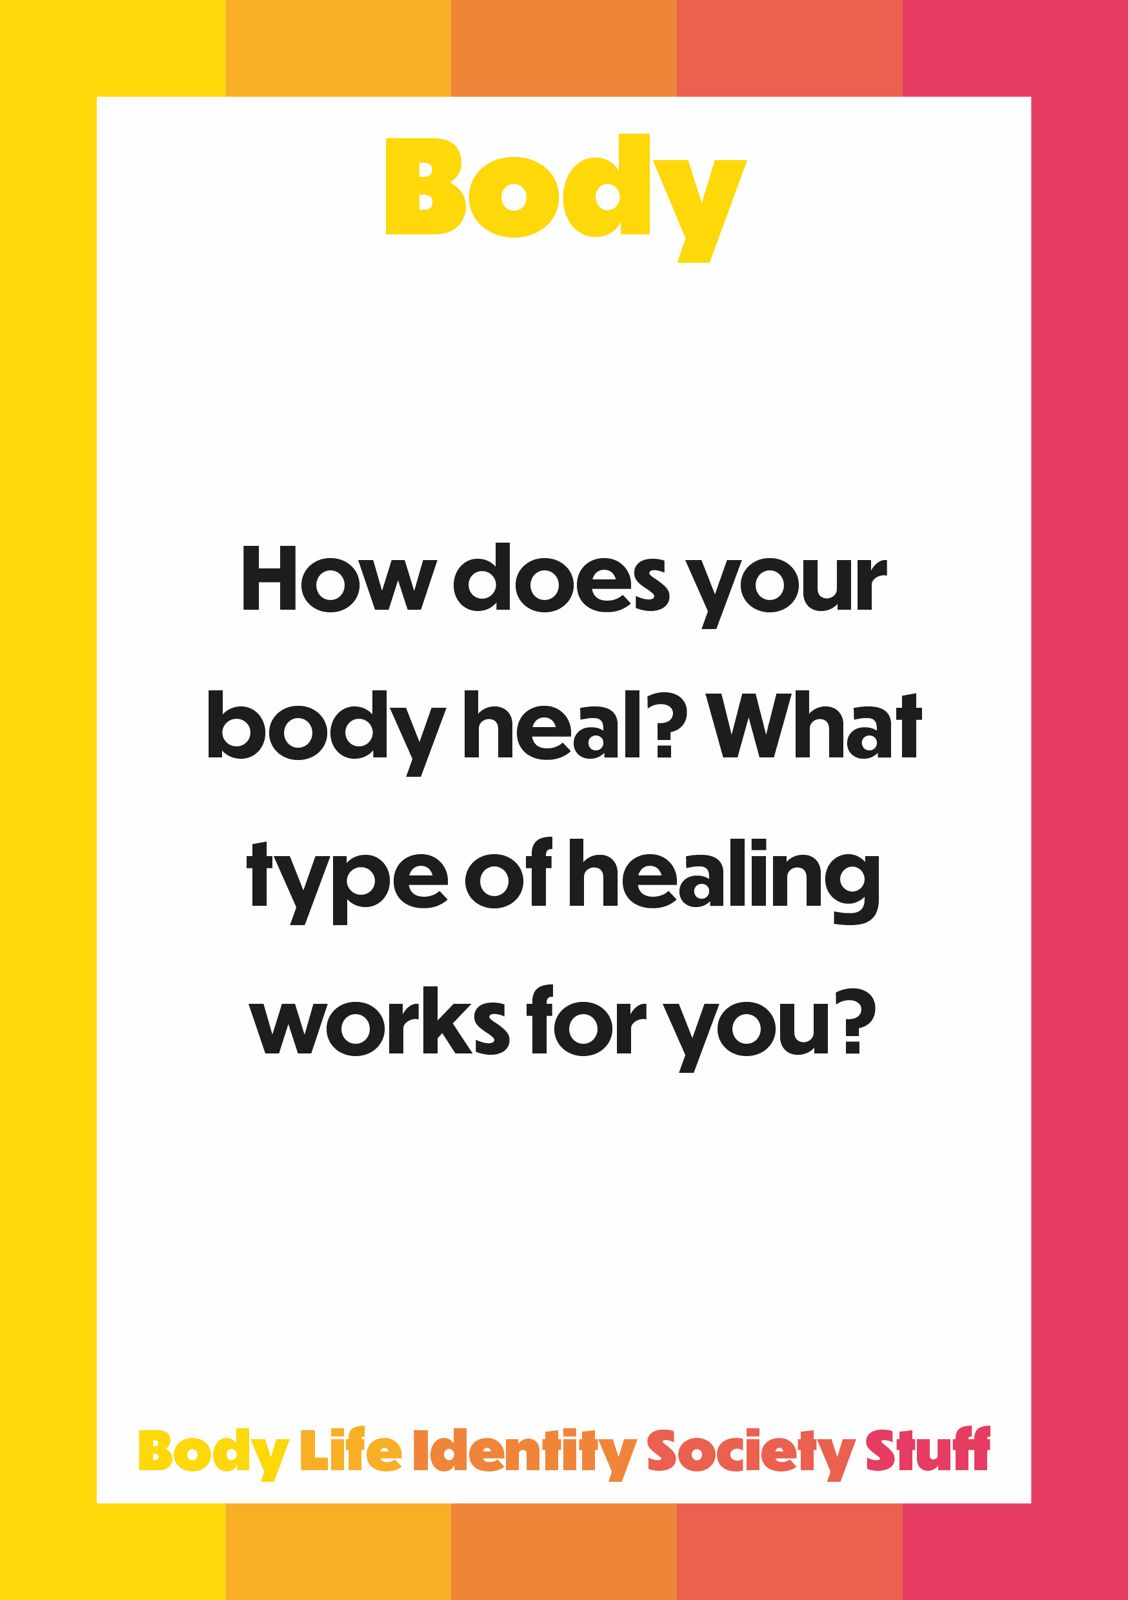 Body
How does your
body heal? What
type of healing
works for you?
Body Life Identity Society Stuff